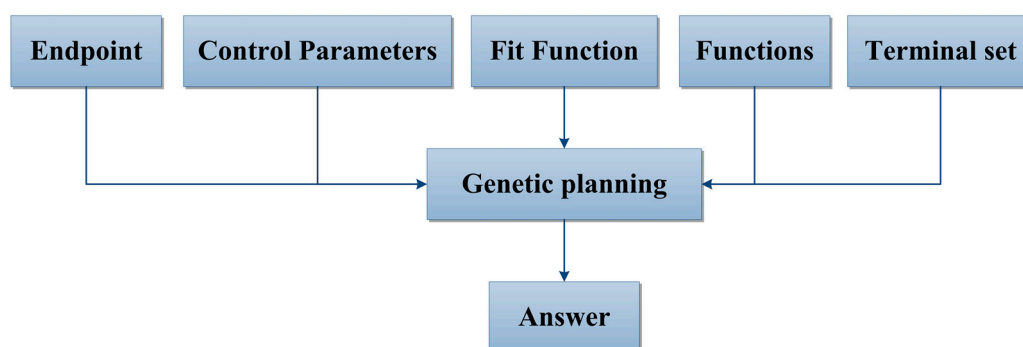 Endpoint
Control Parameters
Fit Function
Functions
Terminal set
Genetic planning
Answer